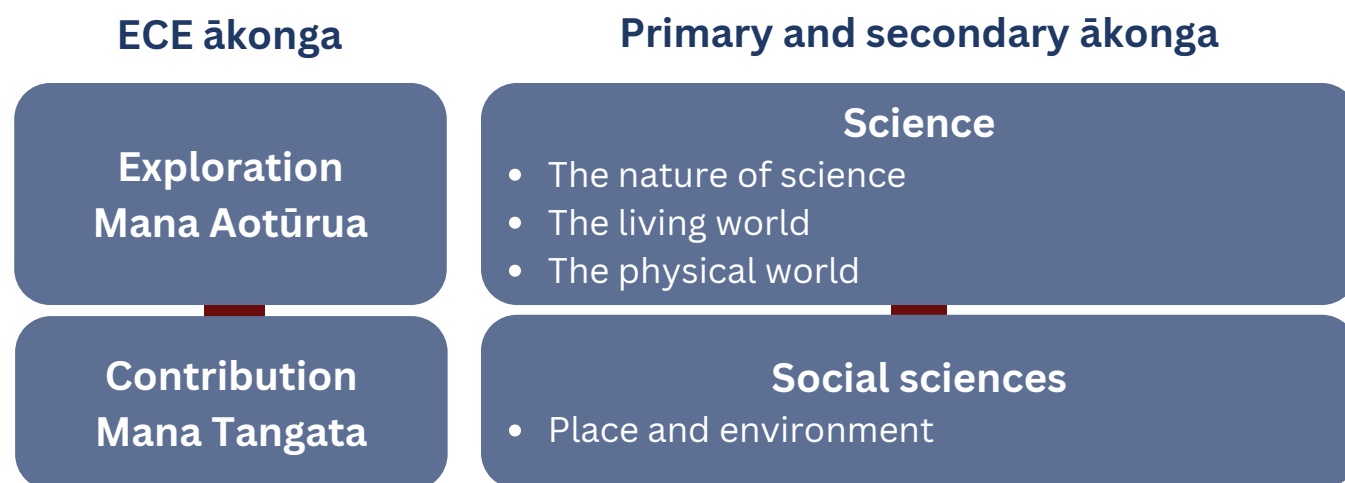 ECE ākonga
Exploration
Mana Aotūrua
Contribution
Mana Tangata
Primary and secondary ākonga
Science
• The nature of science
• The living world
• The physical world
Social sciences
• Place and environment